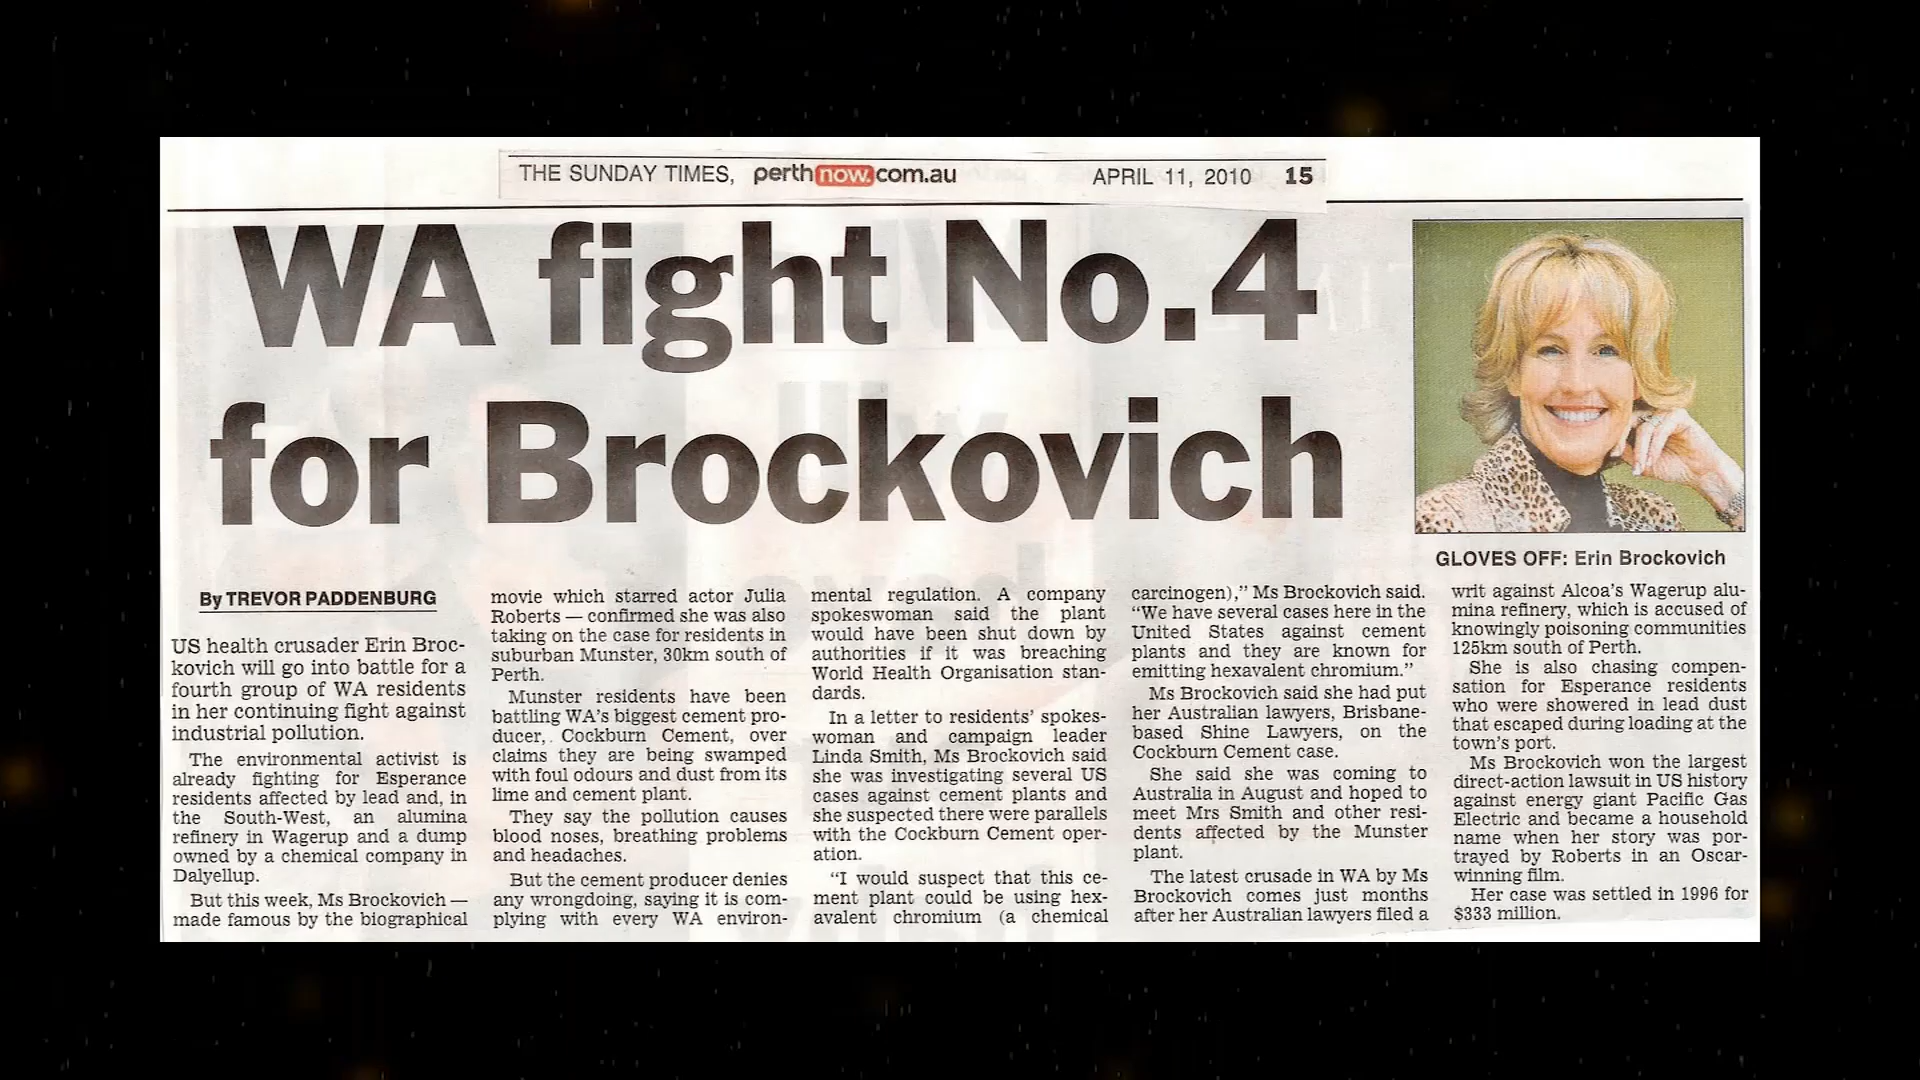 THE SUNDAY TIMES, perthnow.com.au APRIL 11, 2010 15
WA fight No.4
for Brockovich
GLOVES OFF: Erin Brockovich
By TREVOR PADDENBURG
US health crusader Erin Broc-
kovich will go into battle for a
fourth group of WA residents
in her continuing fight against
industrial pollution.
The environmental activist is
already fighting for Esperance
residents affected by lead and, in
the South-West, an alumina
refinery in Wagerup and a dump
owned by a chemical company in
Dalyellup.
But this week, Ms Brockovich —
made famous by the biographical
movie which starred actor Julia
Roberts — confirmed she was also
taking on the case for residents in
suburban Munster, 30km south of
Perth.
Munster residents have been
battling WA's biggest cement pro-
ducer, Cockburn Cement, over
claims they are being swamped
with foul odours and dust from its
lime and cement plant.
They say the pollution causes
blood noses, breathing problems
and headaches.
But the cement producer denies
any wrongdoing, saying it is com-
plying with every WA environ-
mental regulation. A company
spokeswoman said the plant
would have been shut down by
authorities if it was breaching
World Health Organisation stan-
dards.
In a letter to residents' spokes-
woman and campaign leader
Linda Smith, Ms Brockovich said
she was investigating several US
cases against cement plants and
she suspected there were parallels
with the Cockburn Cement oper-
ation.
"I would suspect that this ce-
ment plant could be using hex-
avalent chromium (a chemical
carcinogen)," Ms Brockovich said.
"We have several cases here in the
United States against cement
plants and they are known for
emitting hexavalent chromium."
Ms Brockovich said she had put
her Australian lawyers, Brisbane-
based Shine Lawyers, on the
Cockburn Cement case.
She said she was coming to
Australia in August and hoped to
meet Mrs Smith and other resi-
dents affected by the Munster
plant.
The latest crusade in WA by Ms
Brockovich comes just months
after her Australian lawyers filed a
writ against Alcoa's Wagerup alu-
mina refinery, which is accused of
knowingly poisoning communities
125km south of Perth.
She is also chasing compen-
sation for Esperance residents
who were showered in lead dust
that escaped during loading at the
town's port.
Ms Brockovich won the largest
direct-action lawsuit in US history
against energy giant Pacific Gas
Electric and became a household
name when her story was por-
trayed by Roberts in an Oscar-
winning film.
Her case was settled in 1996 for
$333 million.